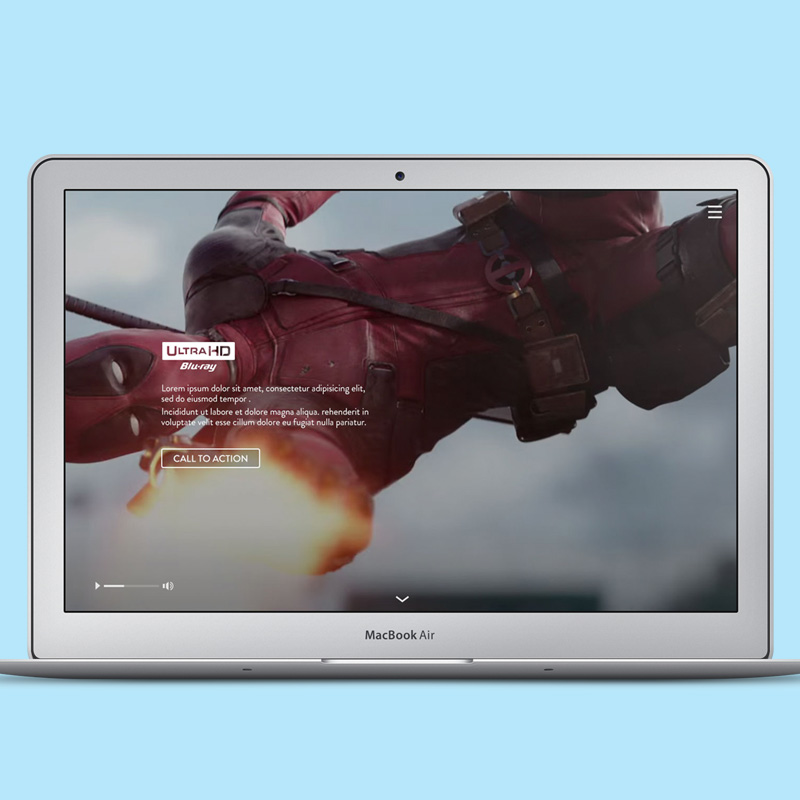 ULTRA HD
Blu-ray
Lorem ipsum dolor sit amet, consectetur adipisicing elit,
sed do eiusmod tempor .
Incididunt ut labore et dolore magna aliqua. rehenderit in
voluptate velit esse cillum dolore eu fugiat nulla pariatur.
CALL TO ACTION
MacBook Air